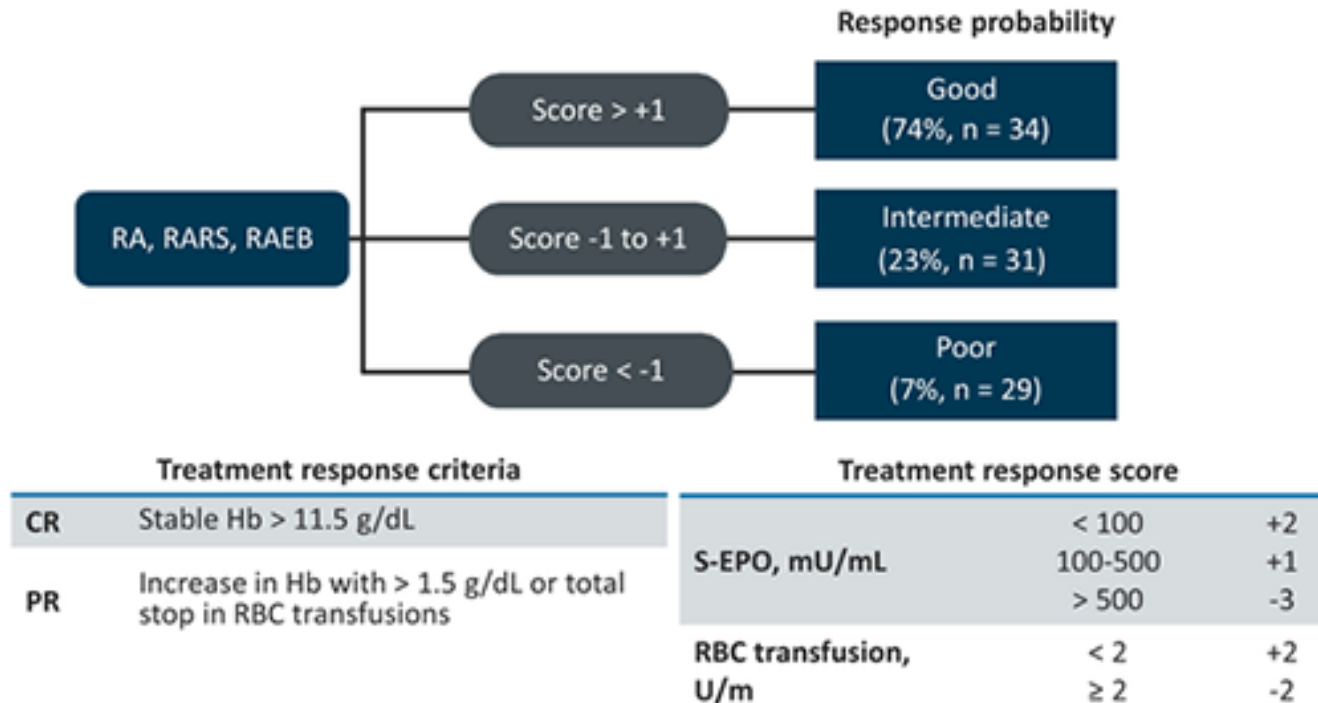 Response probability
Score > +1
Good
(74%, n = 34)
RA, RARS, RAEB
Score -1 to +1
Intermediate
(23%, n = 31)
Score < -1
Poor
(7%, n = 29)
Treatment response criteria
CR Stable Hb > 11.5 g/dL
PR Increase in Hb with > 1.5 g/dL or total
stop in RBC transfusions
Treatment response score
< 100 +2
S-EPO, mU/mL 100-500 +1
> 500 -3
RBC transfusion, < 2 +2
U/m ≥ 2 -2